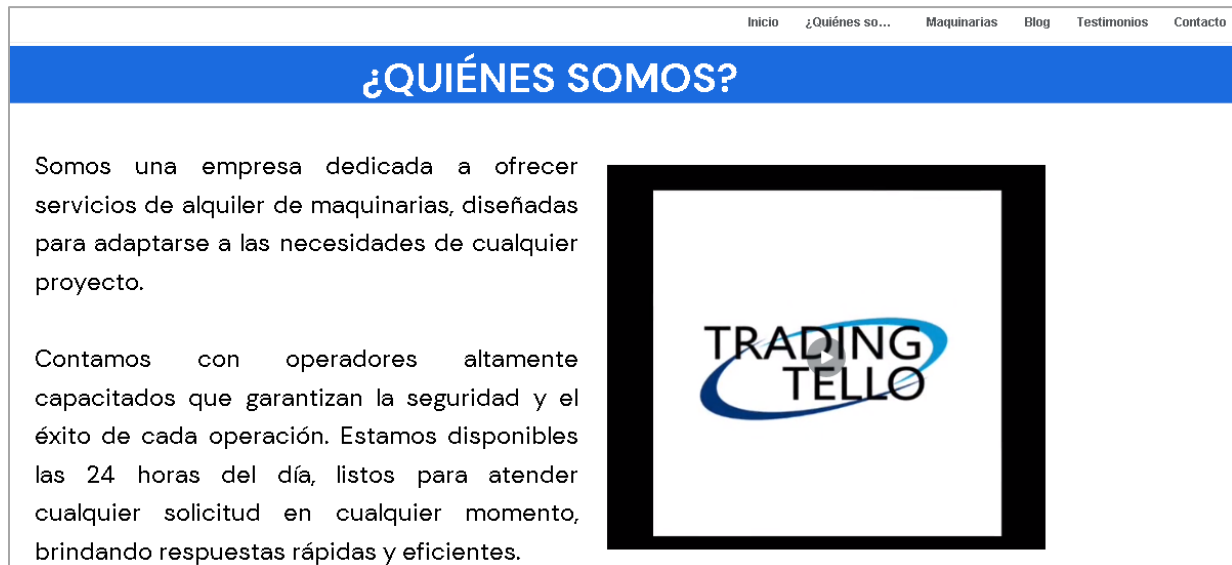 Inicio ¿Quiénes so... Maquinarias Blog Testimonios Contacto
¿QUIÉNES SOMOS?
Somos una empresa dedicada a ofrecer
servicios de alquiler de maquinarias, diseñadas
para adaptarse a las necesidades de cualquier
proyecto.
Contamos con operadores altamente
capacitados que garantizan la seguridad y el
éxito de cada operación. Estamos disponibles
las 24 horas del día, listos para atender
cualquier solicitud en cualquier momento,
brindando respuestas rápidas y eficientes.
TRADING
TELLO